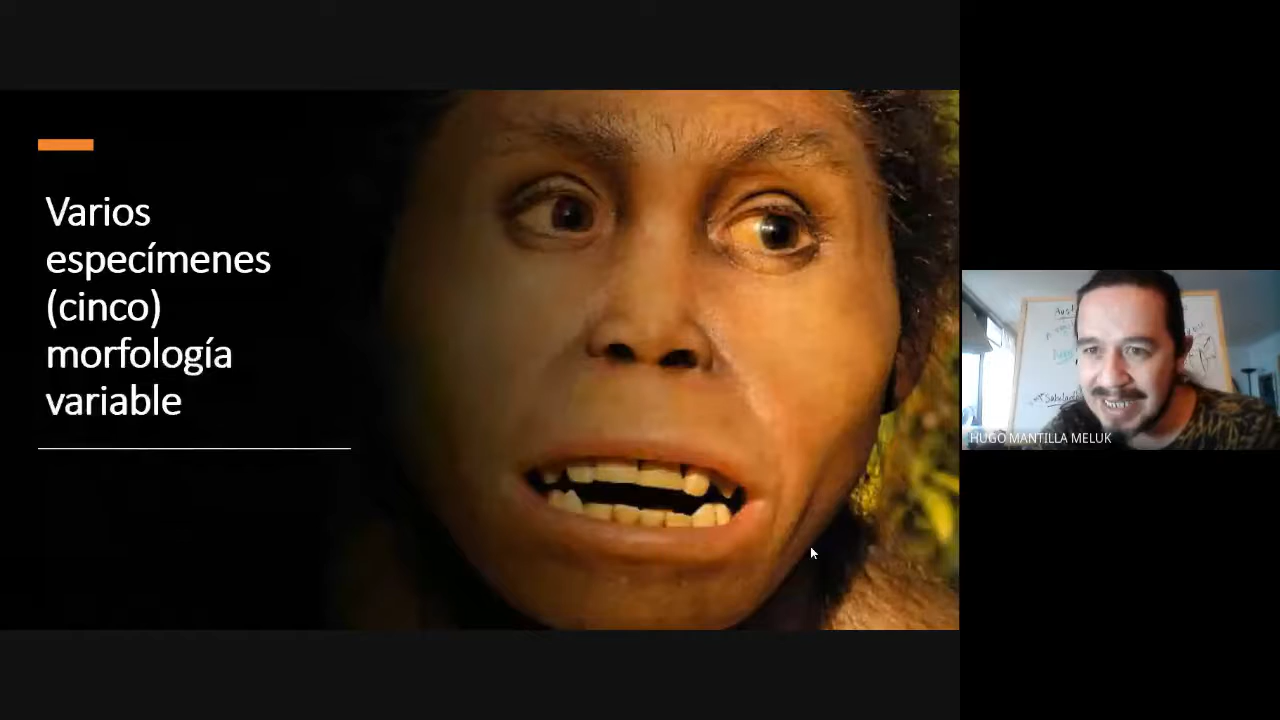 Varios
especímenes
(cinco)
morfología
variable
HUGO MANTILLA MELUK